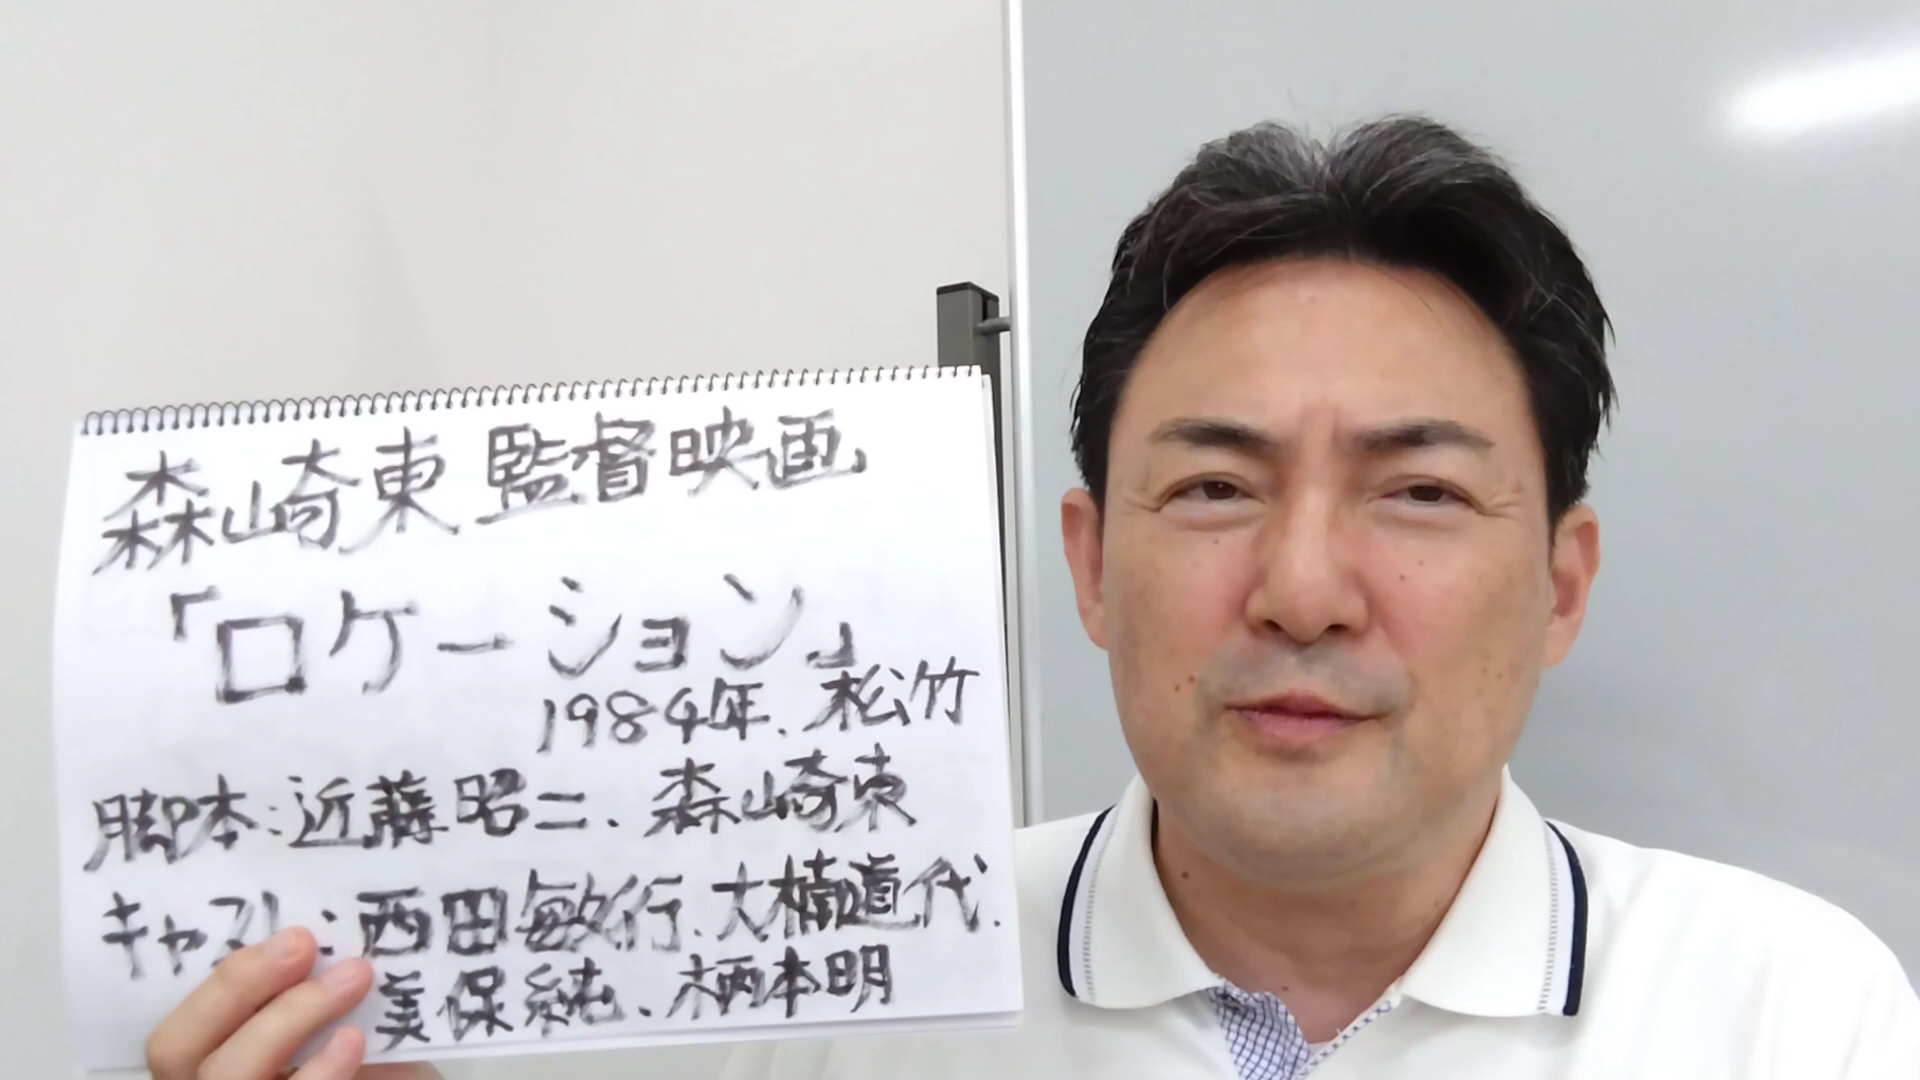 森崎東監督映画
「ロケーション」
1984年、松竹
脚本:近藤昭二、森崎東
キャスト:西田敏行、大楠道代、
美保純、柄本明